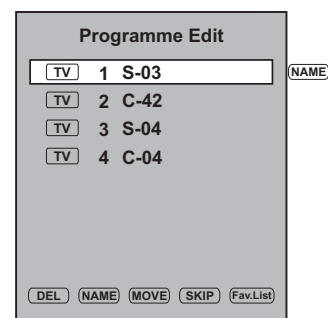 Programme Edit
TV 1 S-03
NAME
TV 2 C-42
TV 3 S-04
TV 4 C-04
DEL NAME MOVE SKIP Fav.List